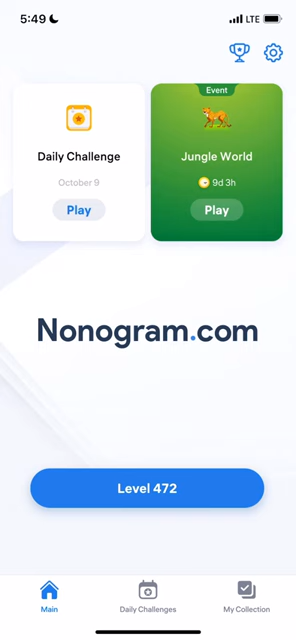 5:49
LTE
Event
Daily Challenge
October 9
Play
Jungle World
9d 3h
Play
Nonogram.com
Level 472
Main
Daily Challenges
My Collection